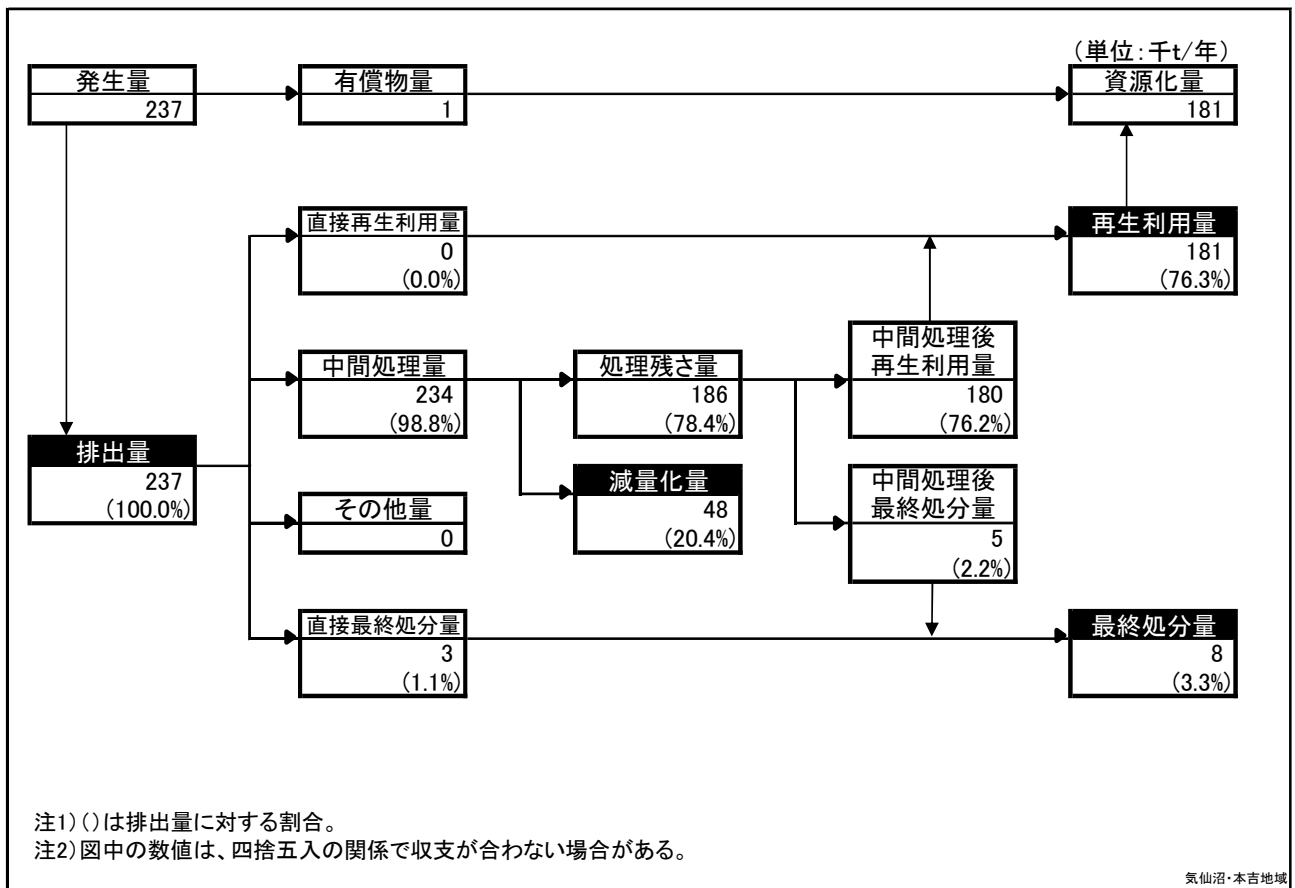 (単位:千t/年)
発生量
237
有償物量
1
資源化量
181
直接再生利用量
0
(0.0%)
再生利用量
181
(76.3%)
中間処理量
234
(98.8%)
処理残さ量
186
(78.4%)
中間処理後
再生利用量
180
(76.2%)
排出量
237
(100.0%)
減量化量
48
(20.4%)
中間処理後
最終処分量
5
(2.2%)
その他量
0
直接最終処分量
3
(1.1%)
最終処分量
8
(3.3%)
注1)()は排出量に対する割合。
注2)図中の数値は、四捨五入の関係で収支が合わない場合がある。
気仙沼・本吉地域